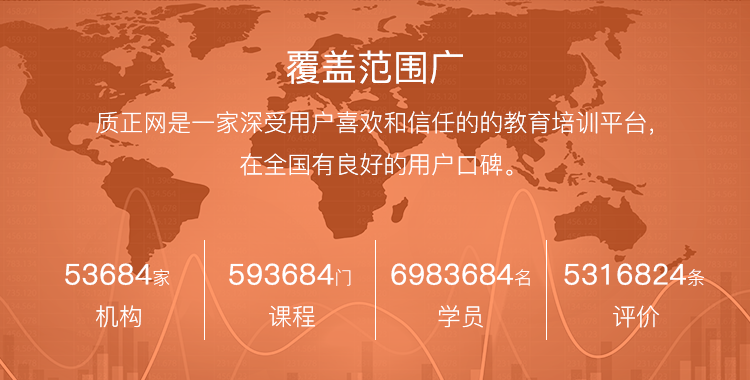 覆盖范围广
质正网是一家深受用户喜欢和信任的的教育培训平台,
在全国有良好的用户口碑。
53684家 593684门 6983684名 5316824条
机构 课程 学员 评价